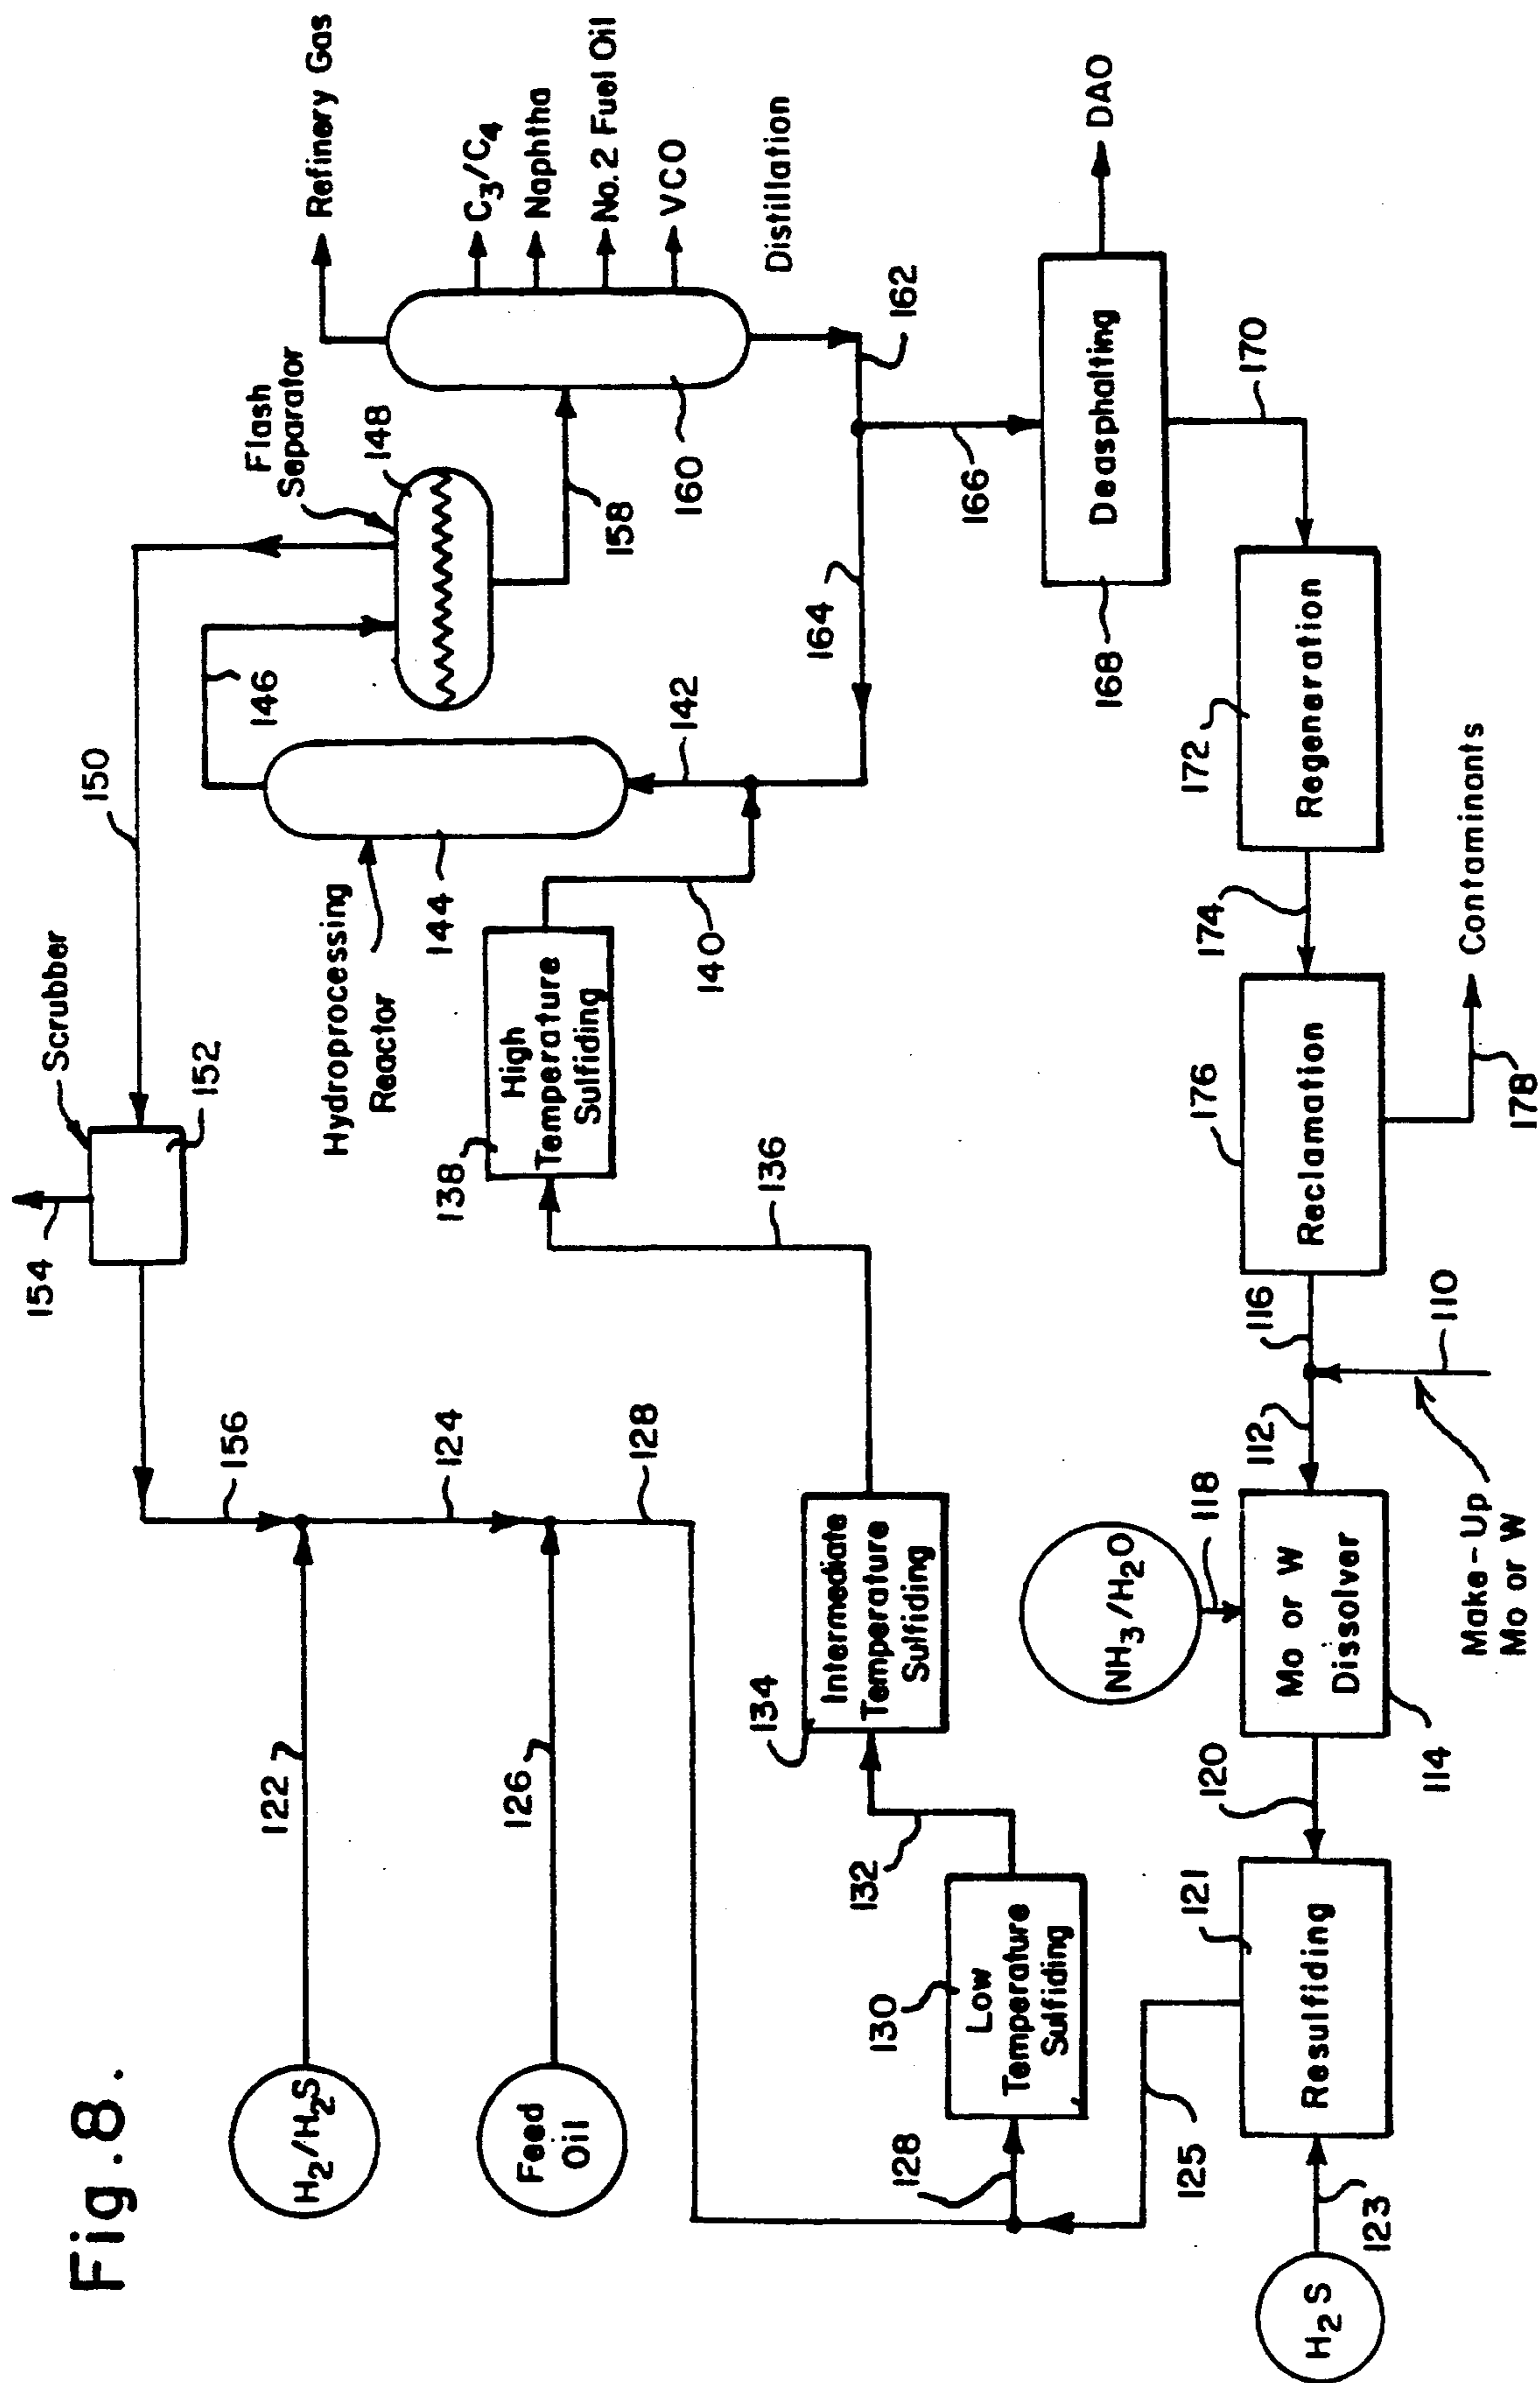 Fig.8.
H2/H2S
122
156
124
Feed
Oil
126
128
154
Scrubber
152
150
Hydroprocessing
Reactor
144
146
Flash
Separator
148
158
160
Refinery Gas
C3/C4
Naphtha
No.2 Fuel Oil
VCO
Distillation
162
164
166
142
140
High
Temperature
Sulfiding
138
136
Intermediate
Temperature
Sulfiding
134
132
Low
Temperature
Sulfiding
130
128
125
H2S
123
Resulfiding
121
120
Mo or W
Dissolver
114
NH3/H2O
118
112
110
Make-Up
Mo or W
116
Reclamation
176
178
Contaminants
174
Regeneration
172
170
Deasphalting
168
DAO